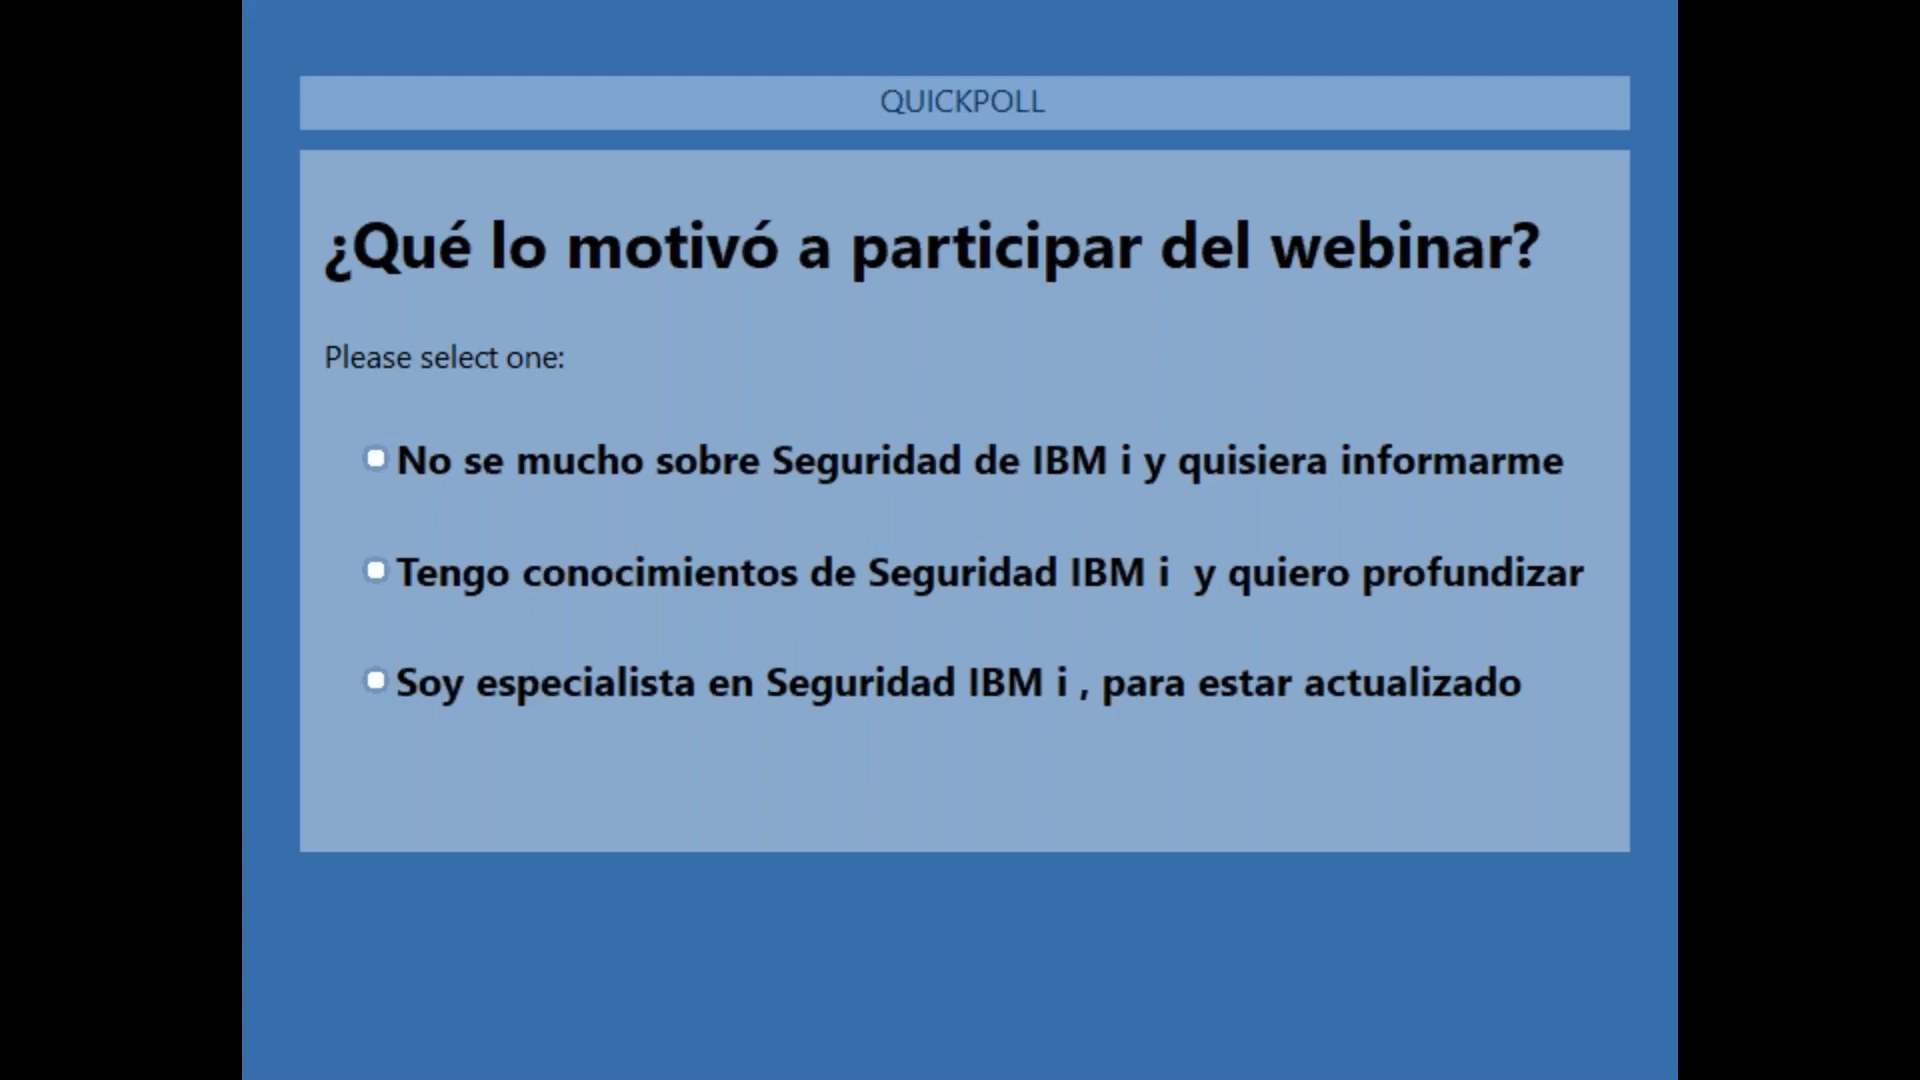 QUICKPOLL
¿Qué lo motivó a participar del webinar?
Please select one:
No se mucho sobre Seguridad de IBM i y quisiera informarme
Tengo conocimientos de Seguridad IBM i  y quiero profundizar
Soy especialista en Seguridad IBM i , para estar actualizado